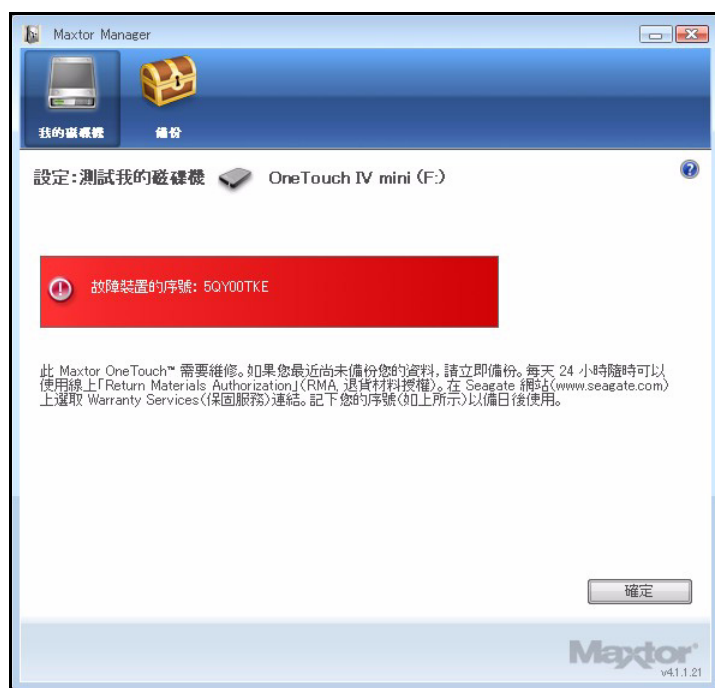 Maxtor Manager
我的磁碟機 備份
設定:測試我的磁碟機 OneTouch IV mini (F:)
故障裝置的序號: 5QY00TKE
此 Maxtor OneTouch™ 需要維修。如果您最近尚未備份您的資料, 請立即備份。每天 24 小時隨時可以
使用線上「Return Materials Authorization」(RMA, 退貨材料授權)。在 Seagate 網站(www.seagate.com)
上選取 Warranty Services(保固服務)連結。記下您的序號(如上所示)以備日後使用。
確定
Maxtor
v4.1.1.21